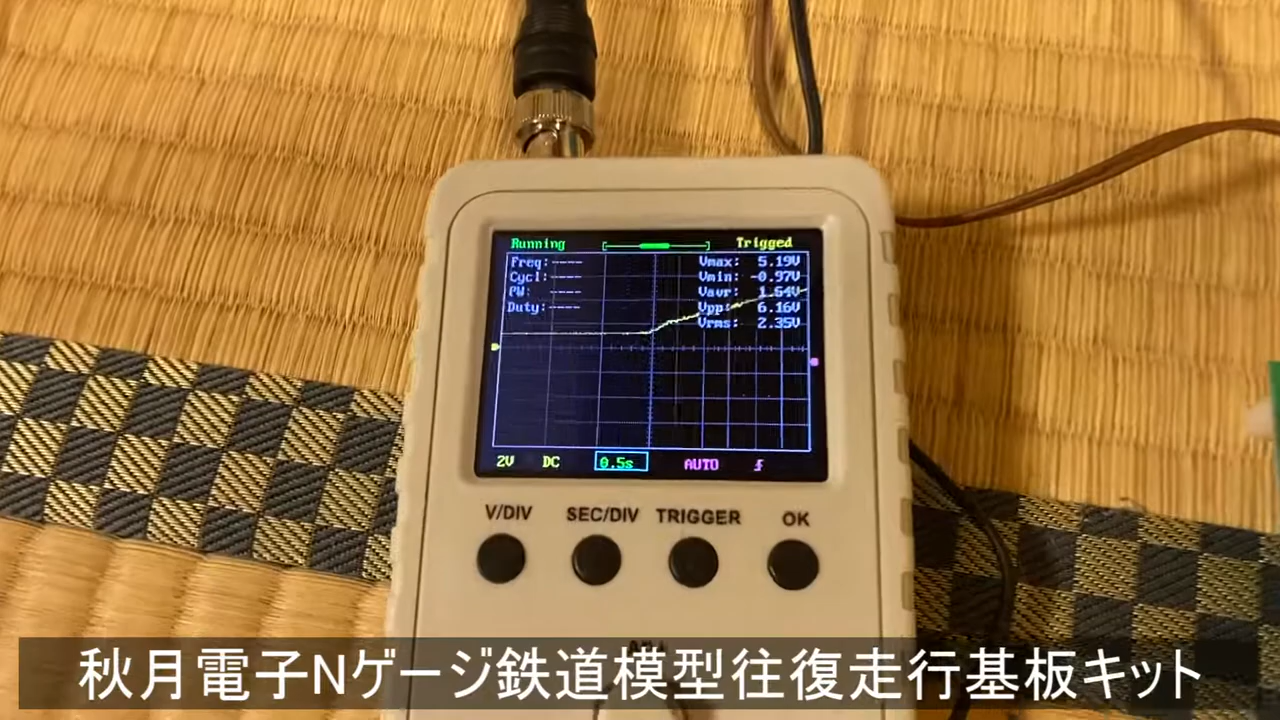 Running Trigged
Freq:---- Vmax: 5.19V
Cycl:---- Vmin: -0.97V
PW: ---- Vavr: 1.54V
Duty:---- Vpp: 6.16V
Vrms: 2.35V
2V DC 0.5s AUTO
V/DIV SEC/DIV TRIGGER OK
秋月電子Nゲージ鉄道模型往復走行基板キット